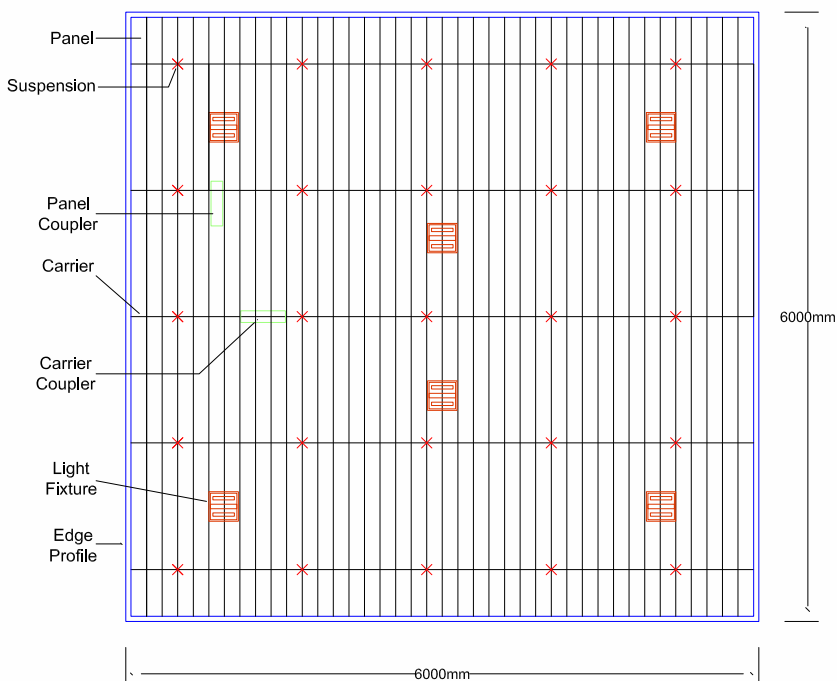 Panel
Suspension
Panel
Coupler
Carrier
Carrier
Coupler
Light
Fixture
Edge
Profile
6000mm
6000mm